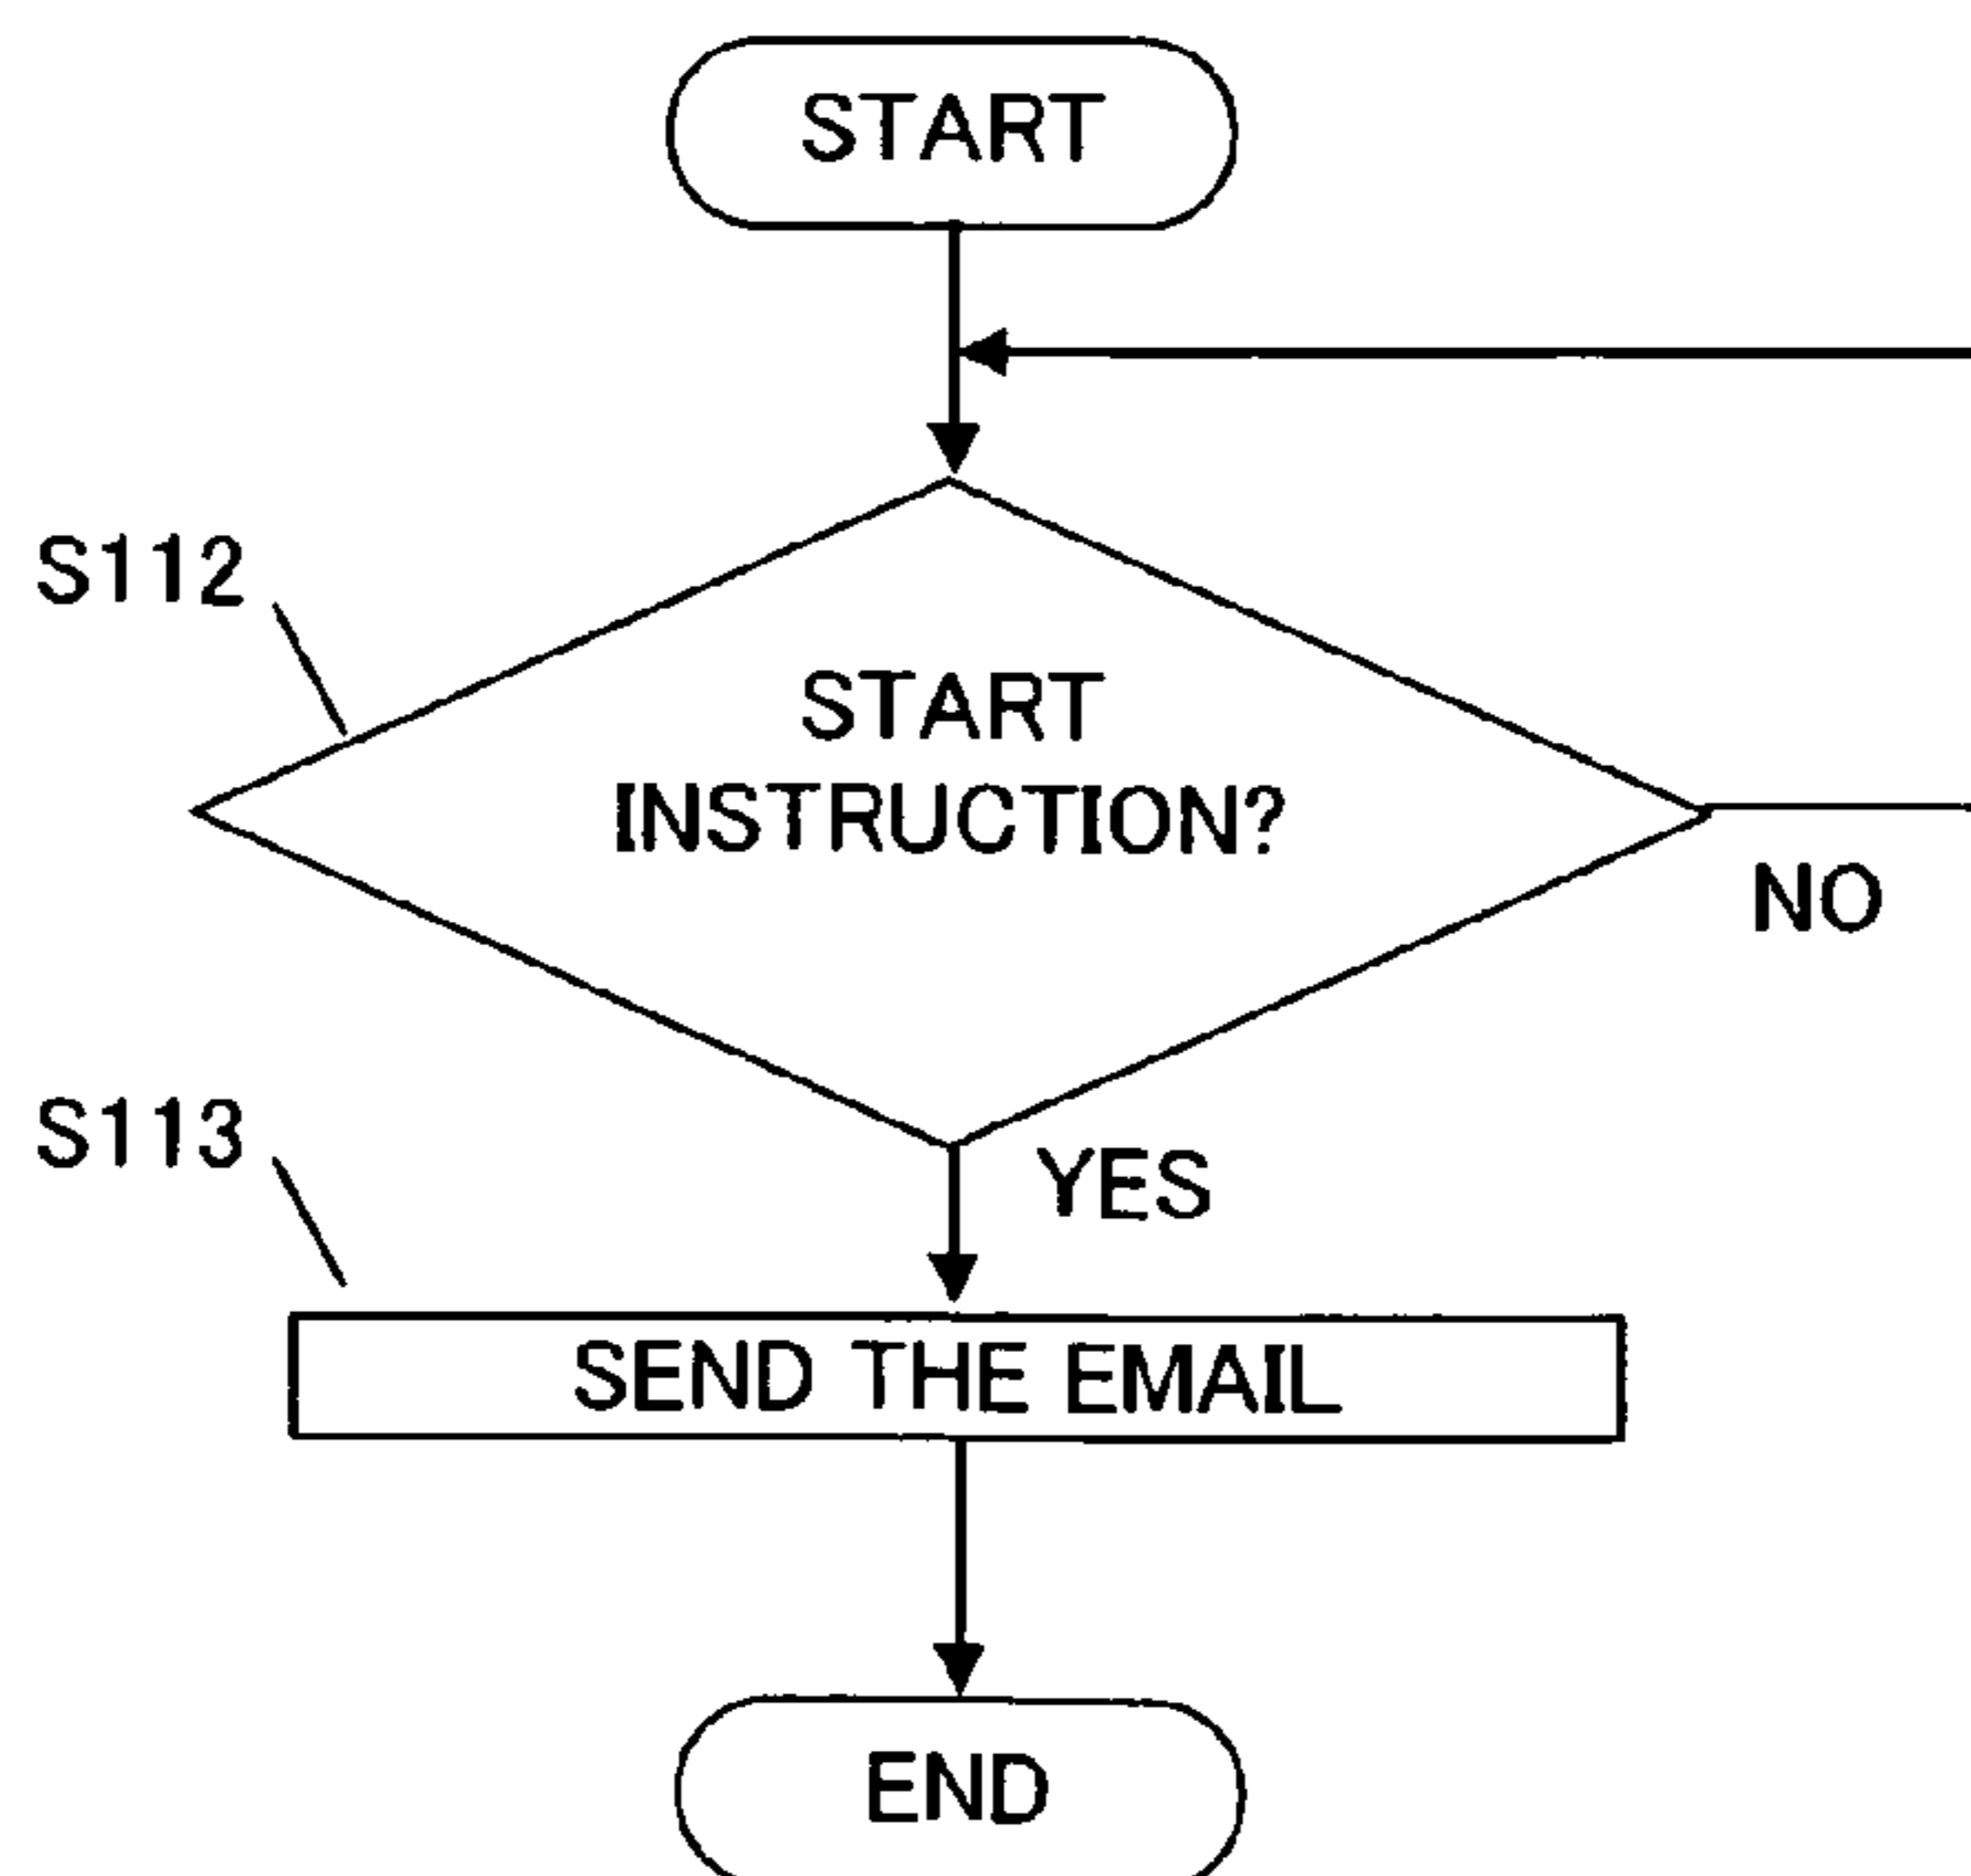 START
S112
START
INSTRUCTION?
NO
S113
YES
SEND THE EMAIL
END